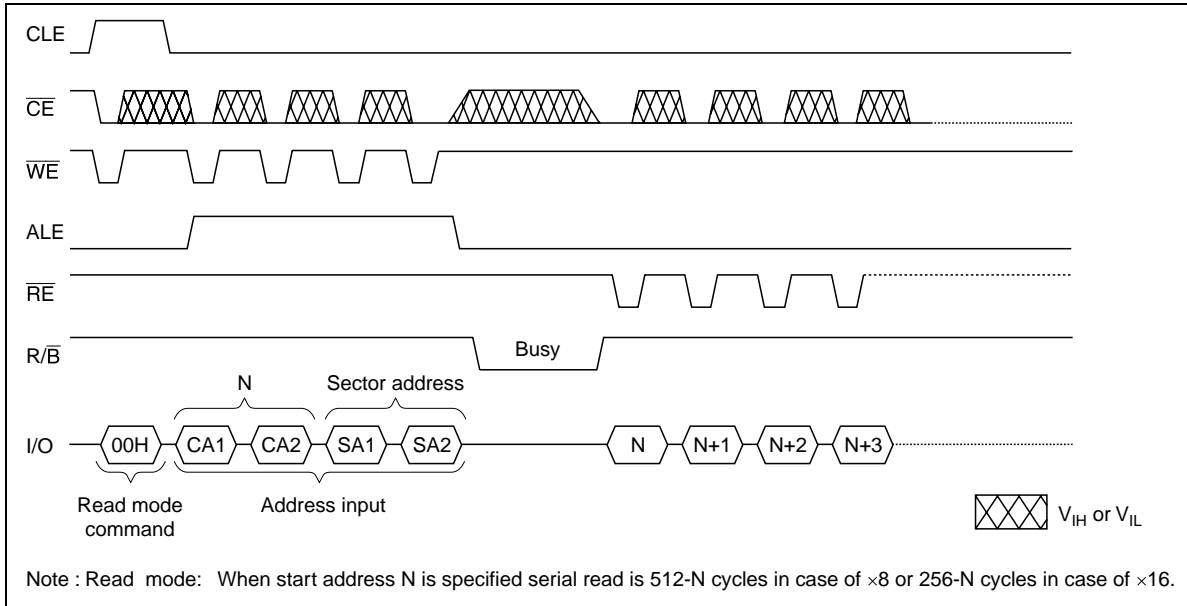 CLE
CE
WE
ALE
RE
R/B
Busy
N
Sector address
I/O
00H
CA1
CA2
SA1
SA2
N
N+1
N+2
N+3
Read mode
command
Address input
VIH or VIL
Note : Read mode: When start address N is specified serial read is 512-N cycles in case of ×8 or 256-N cycles in case of ×16.